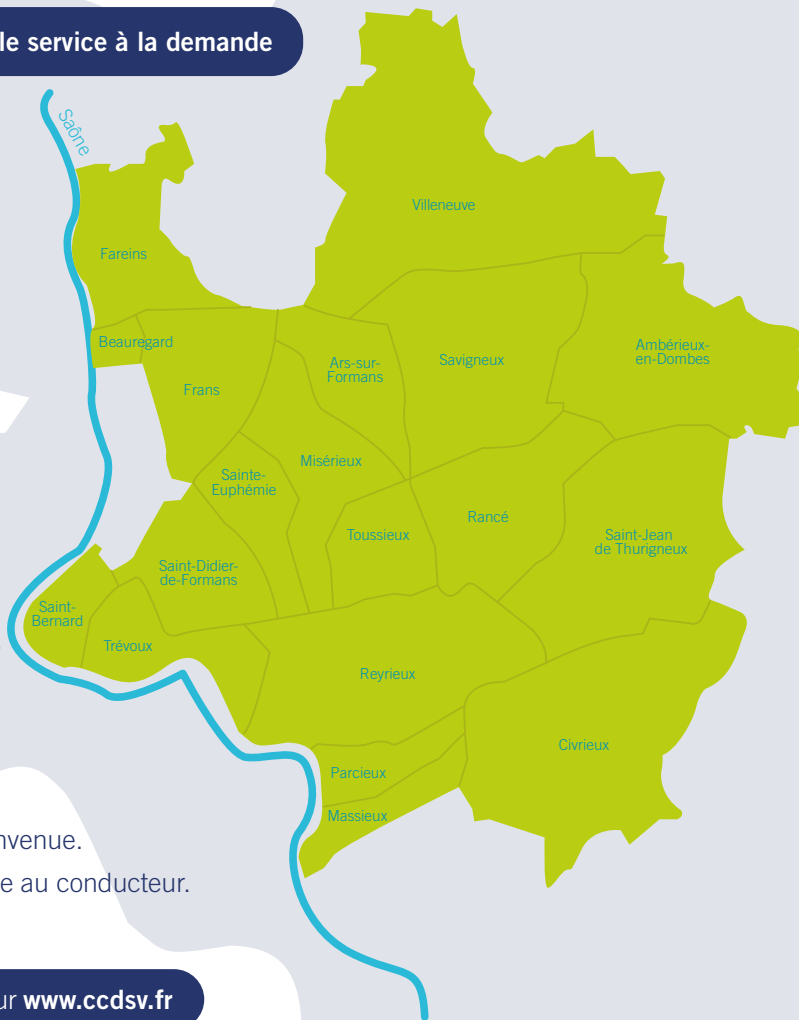 le service à la demande
Saône
Villeneuve
Fareins
Beauregard
Ambérieux-
en-Dombes
Ars-sur-
Formans
Savigneux
Frans
Misérieux
Sainte-
Euphémie
Rancé
Toussieux
Saint-Jean
de Thurigneux
Saint-Didier-
de-Formans
Saint-
Bernard
Trévoux
Reyrieux
Civrieux
Parcieux
Massieux
nvenue.
e au conducteur.
ur www.ccdsv.fr